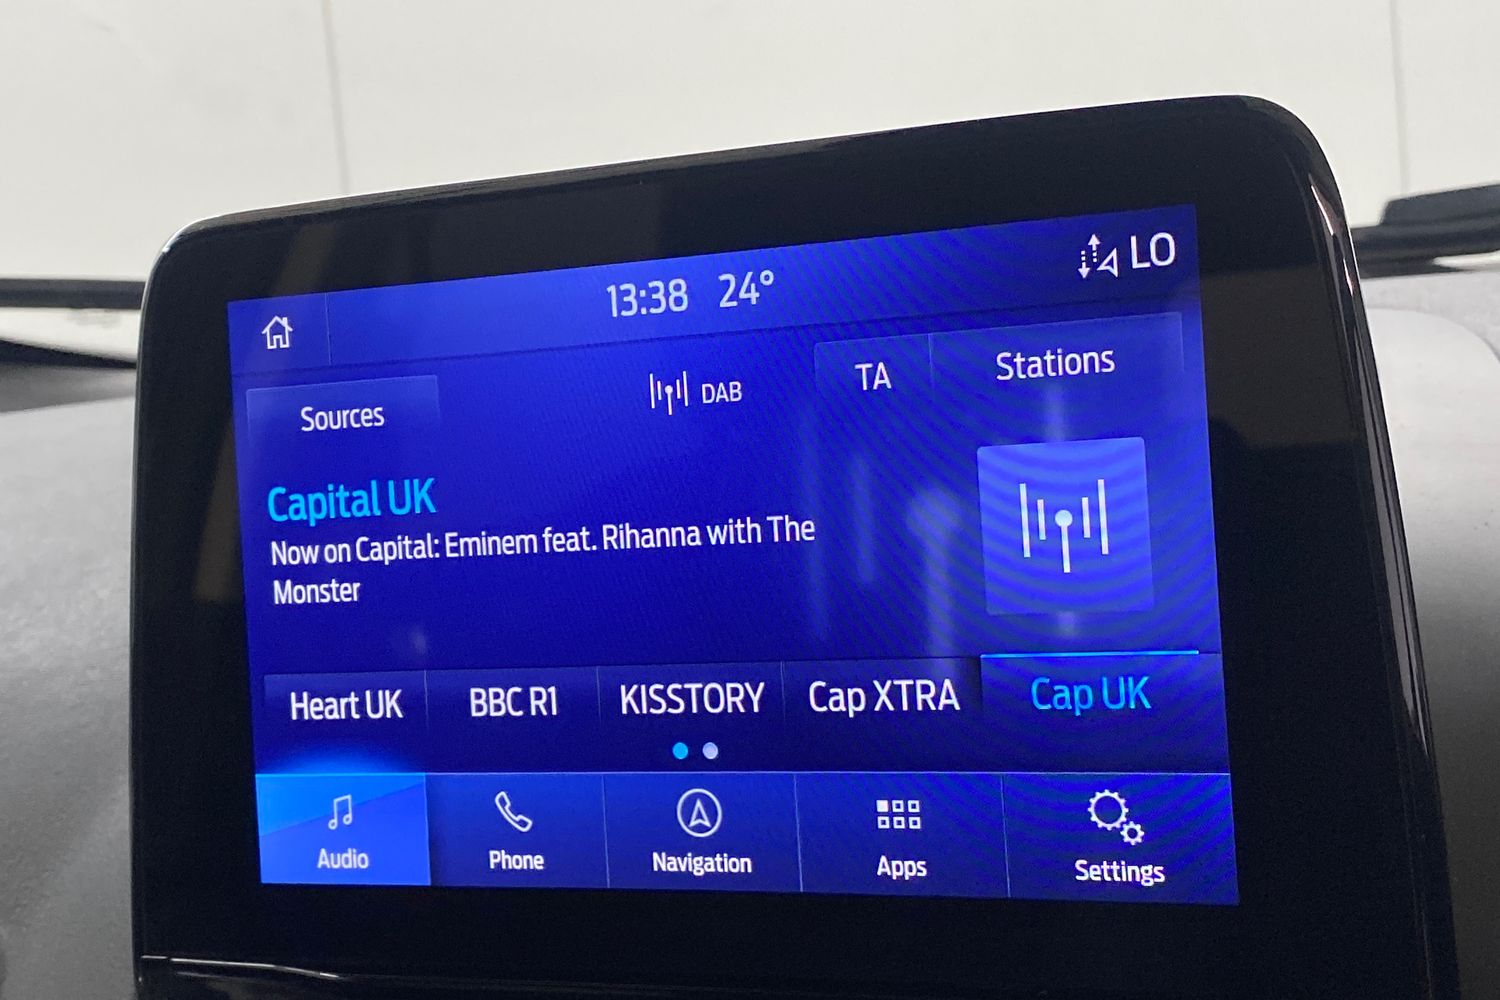 13:38 24° LO
Sources DAB TA Stations
Capital UK
Now on Capital: Eminem feat. Rihanna with The
Monster
Heart UK BBC R1 KISSTORY Cap XTRA Cap UK
Audio Phone Navigation Apps Settings